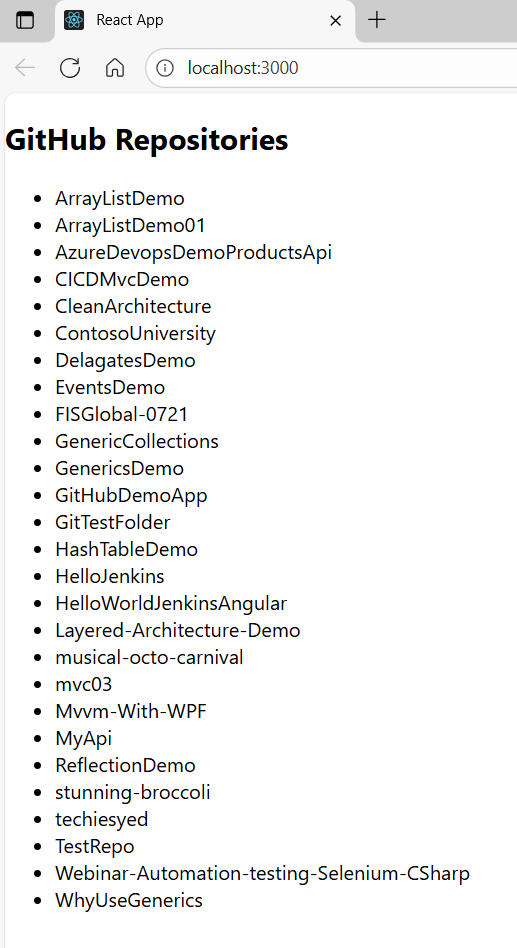 React App
localhost:3000
GitHub Repositories
ArrayListDemo
ArrayListDemo01
AzureDevopsDemoProductsApi
CICDMvcDemo
CleanArchitecture
ContosoUniversity
DelagatesDemo
EventsDemo
FISGlobal-0721
GenericCollections
GenericsDemo
GitHubDemoApp
GitTestFolder
HashTableDemo
HelloJenkins
HelloWorldJenkinsAngular
Layered-Architecture-Demo
musical-octo-carnival
mvc03
Mvvm-With-WPF
MyApi
ReflectionDemo
stunning-broccoli
techiesyed
TestRepo
Webinar-Automation-testing-Selenium-CSharp
WhyUseGenerics